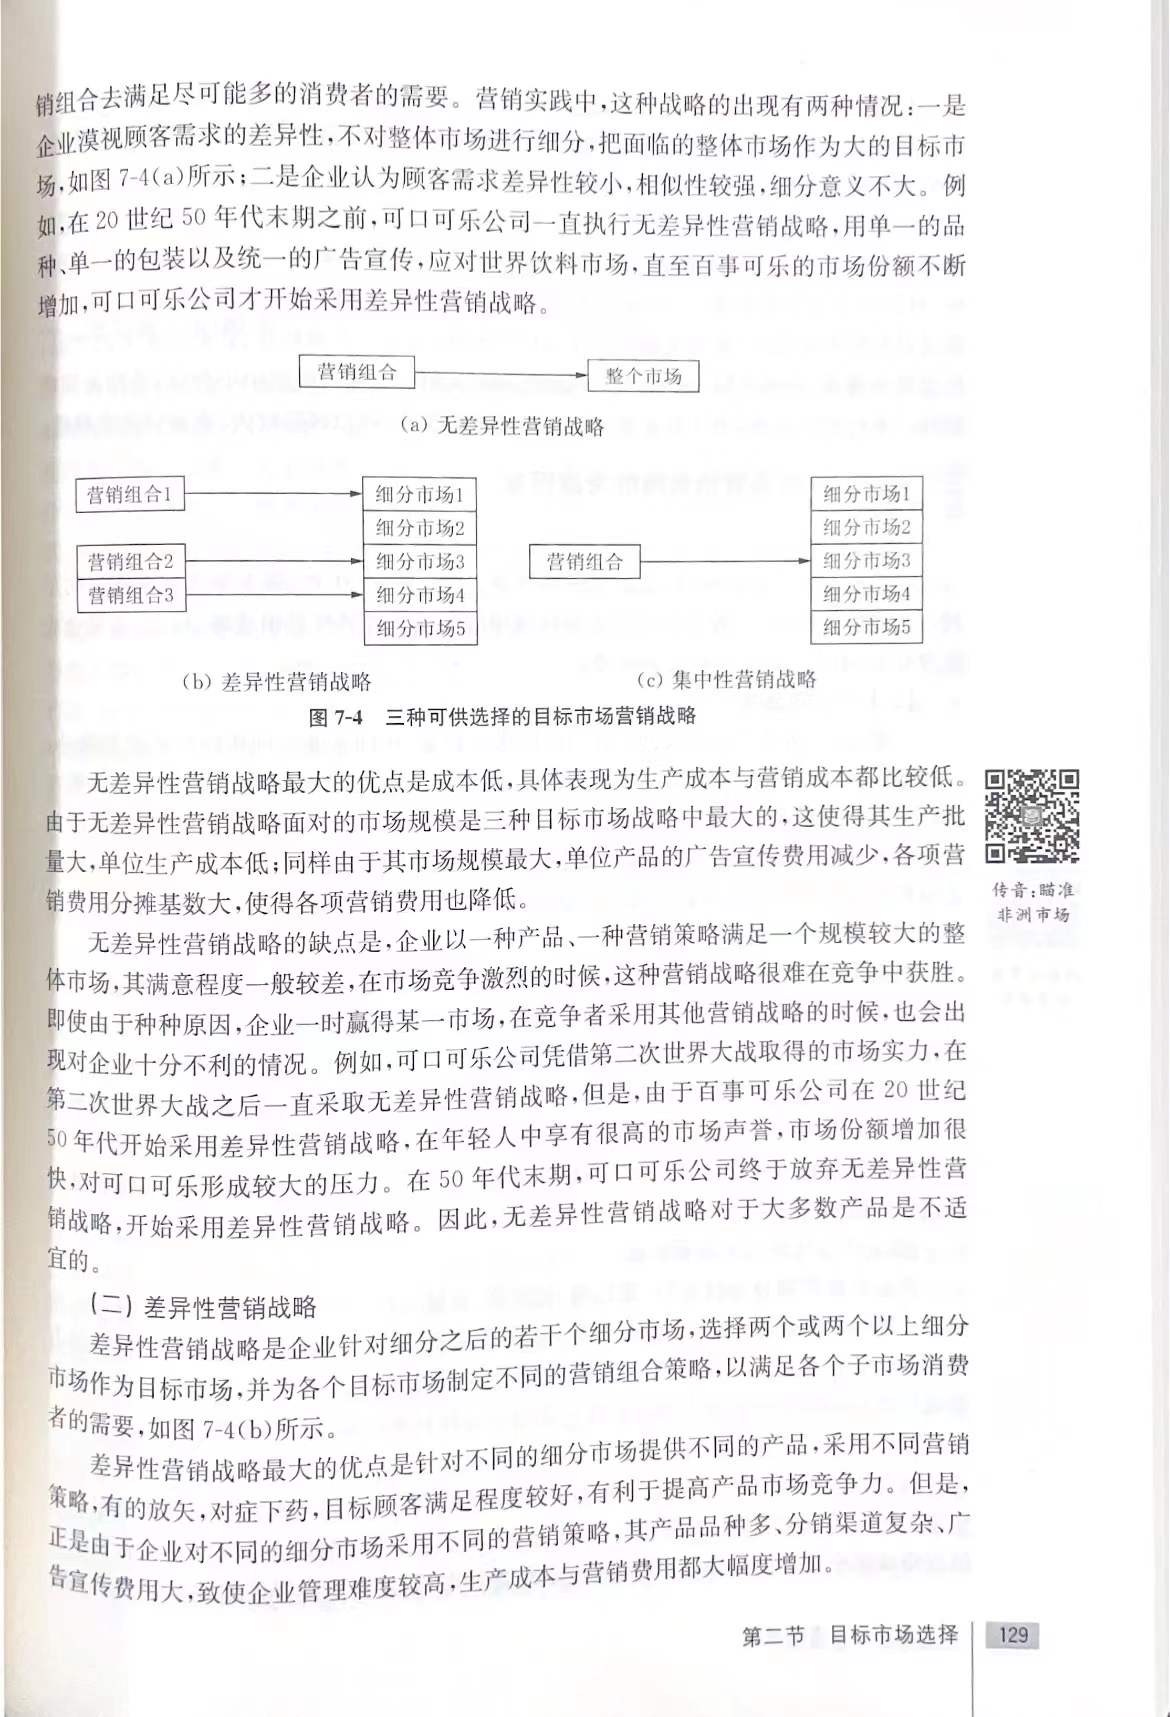 销组合去满足尽可能多的消费者的需要。营销实践中,这种战略的出现有两种情况:一是
企业漠视顾客需求的差异性,不对整体市场进行细分,把面临的整体市场作为大的目标市
场,如图 7-4(a)所示;二是企业认为顾客需求差异性较小,相似性较强,细分意义不大。例
如,在 20 世纪 50 年代末期之前,可口可乐公司一直执行无差异性营销战略,用单一的品
种、单一的包装以及统一的广告宣传,应对世界饮料市场,直至百事可乐的市场份额不断
增加,可口可乐公司才开始采用差异性营销战略。
营销组合
整个市场
(a) 无差异性营销战略
营销组合1
营销组合2
营销组合3
细分市场1
细分市场2
细分市场3
细分市场4
细分市场5
(b) 差异性营销战略
营销组合
细分市场1
细分市场2
细分市场3
细分市场4
细分市场5
(c) 集中性营销战略
图 7-4 三种可供选择的目标市场营销战略
无差异性营销战略最大的优点是成本低,具体表现为生产成本与营销成本都比较低。
由于无差异性营销战略面对的市场规模是三种目标市场战略中最大的,这使得其生产批
量大,单位生产成本低;同样由于其市场规模最大,单位产品的广告宣传费用减少,各项营
销费用分摊基数大,使得各项营销费用也降低。
传音:瞄准
非洲市场
无差异性营销战略的缺点是,企业以一种产品、一种营销策略满足一个规模较大的整
体市场,其满意程度一般较差,在市场竞争激烈的时候,这种营销战略很难在竞争中获胜。
即使由于种种原因,企业一时赢得某一市场,在竞争者采用其他营销战略的时候,也会出
现对企业十分不利的情况。例如,可口可乐公司凭借第二次世界大战取得的市场实力,在
第二次世界大战之后一直采取无差异性营销战略,但是,由于百事可乐公司在 20 世纪
50 年代开始采用差异性营销战略,在年轻人中享有很高的市场声誉,市场份额增加很
快,对可口可乐形成较大的压力。在 50 年代末期,可口可乐公司终于放弃无差异性营
销战略,开始采用差异性营销战略。因此,无差异性营销战略对于大多数产品是不适
宜的。
(二) 差异性营销战略
差异性营销战略是企业针对细分之后的若干个细分市场,选择两个或两个以上细分
市场作为目标市场,并为各个目标市场制定不同的营销组合策略,以满足各个子市场消费
者的需要,如图 7-4(b)所示。
差异性营销战略最大的优点是针对不同的细分市场提供不同的产品,采用不同营销
策略,有的放矢,对症下药,目标顾客满足程度较好,有利于提高产品市场竞争力。但是,
正是由于企业对不同的细分市场采用不同的营销策略,其产品品种多、分销渠道复杂、广
告宣传费用大,致使企业管理难度较高,生产成本与营销费用都大幅度增加。
第二节 目标市场选择 129